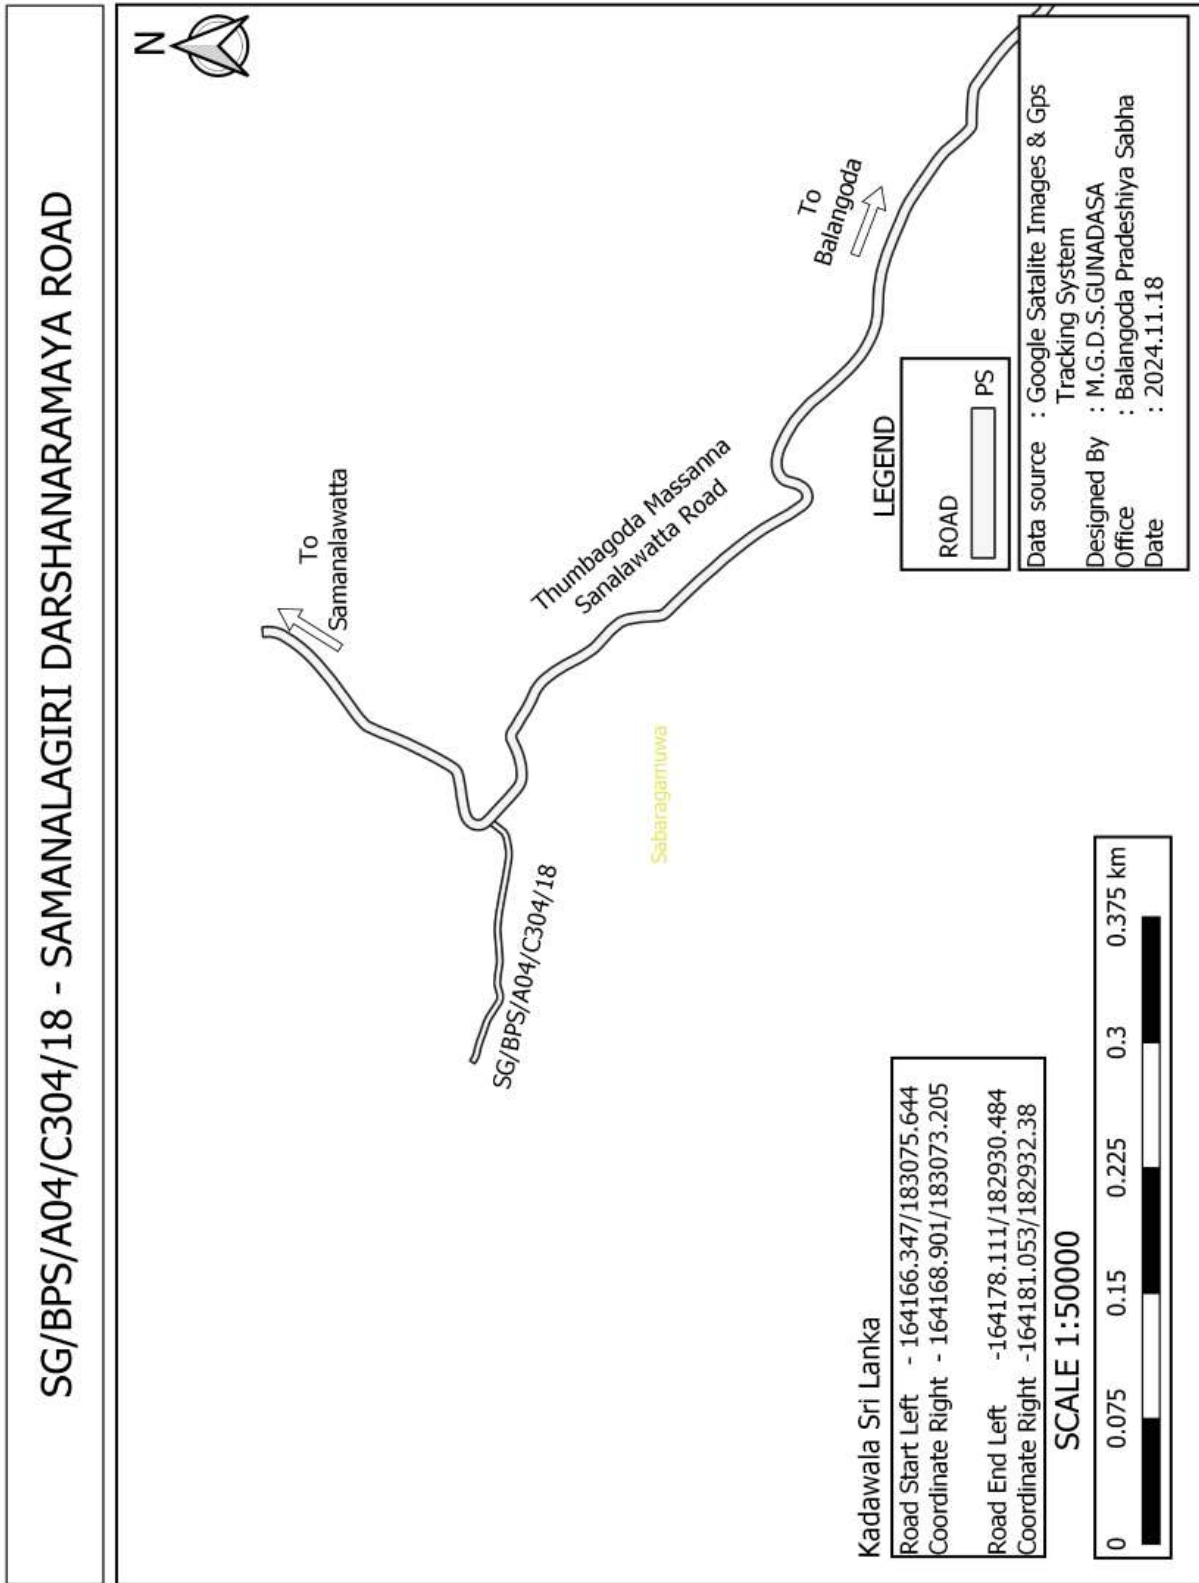 SG/BPS/A04/C304/18 - SAMANALAGIRI DARSHANARAMAYA ROAD
N
To
Samanalawatta
To
Balangoda
Thumbagoda Massanna
Sanalawatta Road
SG/BPS/A04/C304/18
Sabaragamuwa
Kadawala Sri Lanka
Road Start Left - 164166.347/183075.644
Coordinate Right - 164168.901/183073.205
Road End Left -164178.111/182930.484
Coordinate Right -164181.053/182932.38
SCALE 1:50000
0 0.075 0.15 0.225 0.3 0.375 km
LEGEND
ROAD
PS
Data source : Google Satalite Images & Gps
Tracking System
Designed By : M.G.D.S.GUNADASA
Office : Balangoda Pradeshiya Sabha
Date : 2024.11.18